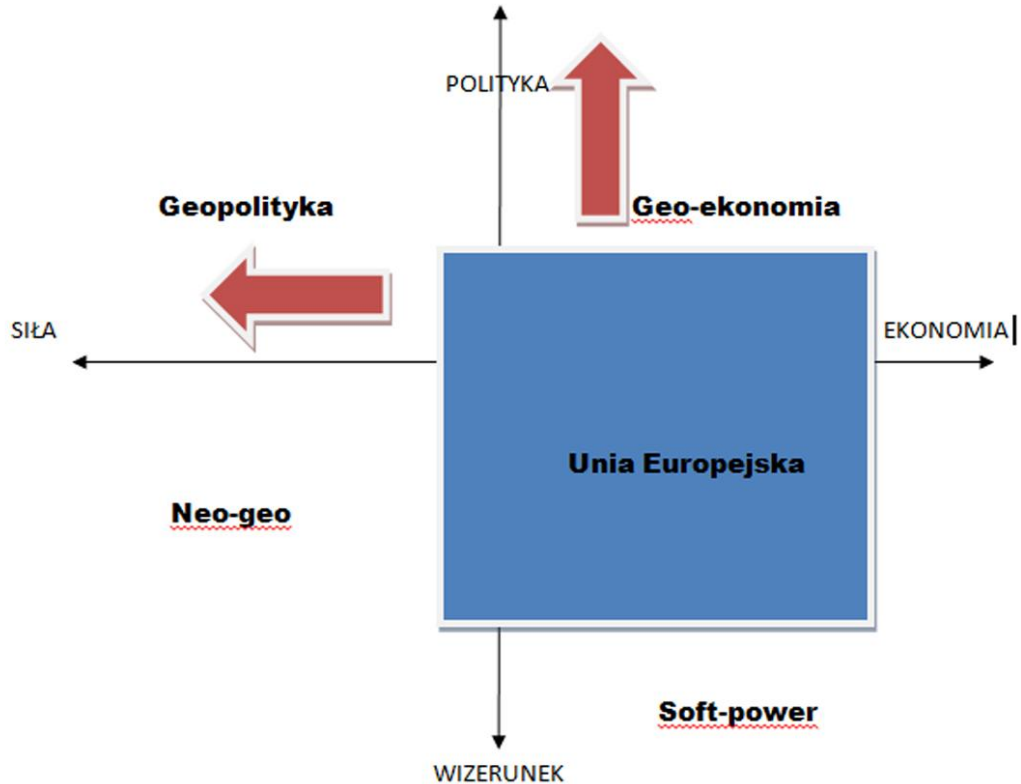 POLITYKA
Geopolityka
Geo-ekonomia
SIŁA
EKONOMIA
Unia Europejska
Neo-geo
Soft-power
WIZERUNEK